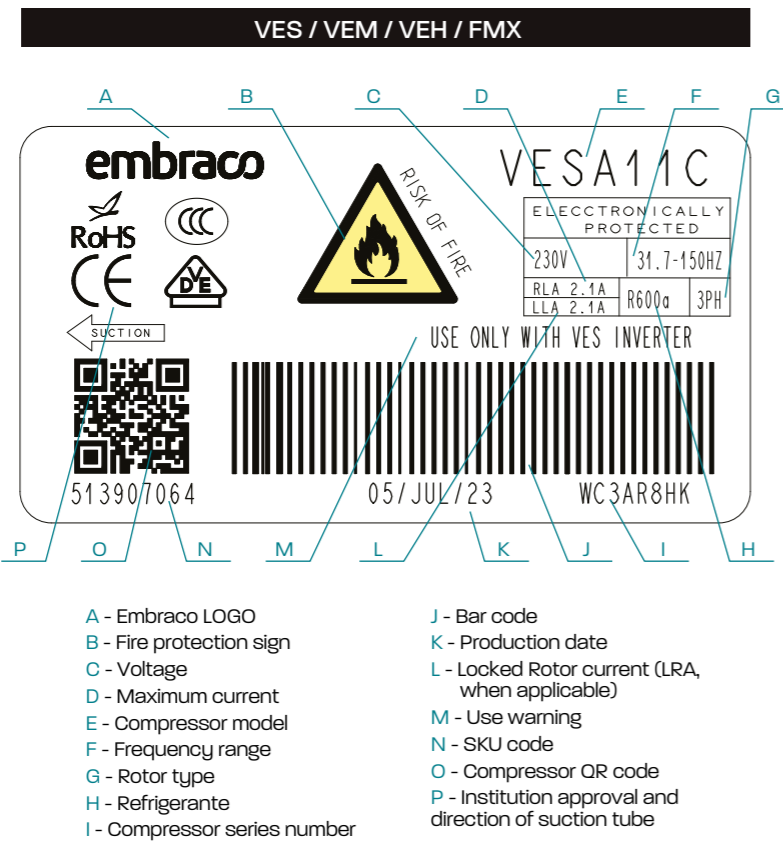 VES / VEM / VEH / FMX
A B C D E F G
embraco
VESA11C
RISK OF FIRE
ELECCTRONICALLY
PROTECTED
RoHS
CCC
230V 31.7-150HZ
CE
VDE
RLA 2.1A
LLA 2.1A
R600a 3PH
SUCTION
USE ONLY WITH VES INVERTER
513907064 05/JUL/23 WC3AR8HK
P O N M L K J I H
A - Embraco LOGO
B - Fire protection sign
C - Voltage
D - Maximum current
E - Compressor model
F - Frequency range
G - Rotor type
H - Refrigerante
I - Compressor series number
J - Bar code
K - Production date
L - Locked Rotor current (LRA,
when applicable)
M - Use warning
N - SKU code
O - Compressor QR code
P - Institution approval and
direction of suction tube